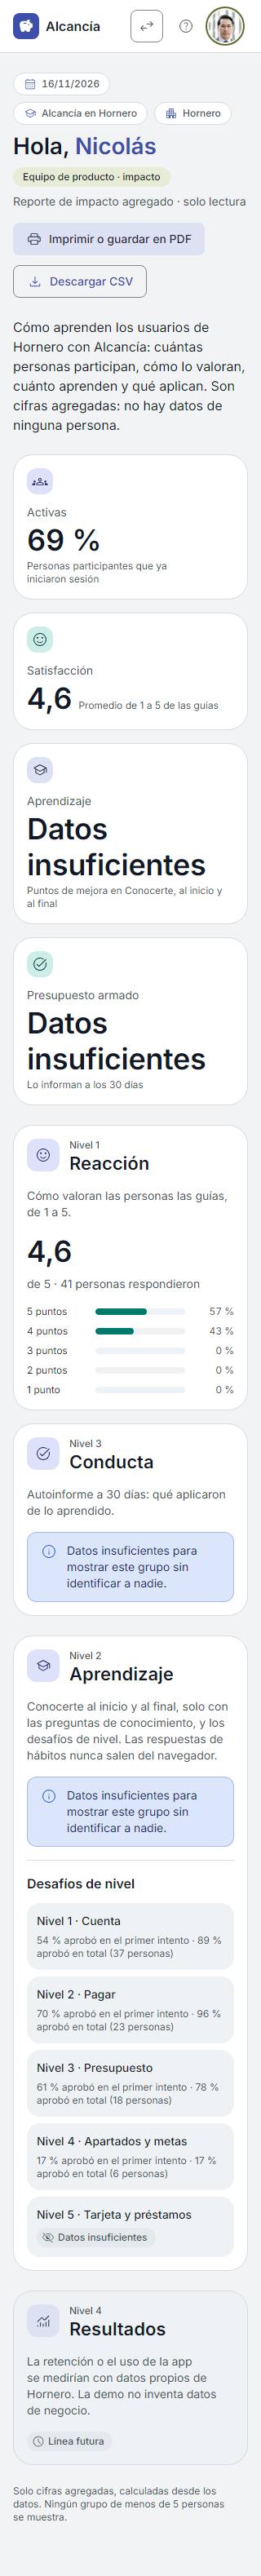 Alcancía
16/11/2026
Alcancía en Hornero
Hornero
Hola, Nicolás
Equipo de producto · impacto
Reporte de impacto agregado · solo lectura
Imprimir o guardar en PDF
Descargar CSV
Cómo aprenden los usuarios de
Hornero con Alcancía: cuántas
personas participan, cómo lo valoran,
cuánto aprenden y qué aplican. Son
cifras agregadas: no hay datos de
ninguna persona.
Activas
69 %
Personas participantes que ya
iniciaron sesión
Satisfacción
4,6 Promedio de 1 a 5 de las guías
Aprendizaje
Datos
insuficientes
Puntos de mejora en Conocerte, al inicio y
al final
Presupuesto armado
Datos
insuficientes
Lo informan a los 30 días
Nivel 1
Reacción
Cómo valoran las personas las guías,
de 1 a 5.
4,6
de 5 · 41 personas respondieron
5 puntos 57 %
4 puntos 43 %
3 puntos 0 %
2 puntos 0 %
1 punto 0 %
Nivel 3
Conducta
Autoinforme a 30 días: qué aplicaron
de lo aprendido.
Datos insuficientes para
mostrar este grupo sin
identificar a nadie.
Nivel 2
Aprendizaje
Conocerte al inicio y al final, solo con
las preguntas de conocimiento, y los
desafíos de nivel. Las respuestas de
hábitos nunca salen del navegador.
Datos insuficientes para
mostrar este grupo sin
identificar a nadie.
Desafíos de nivel
Nivel 1 · Cuenta
54 % aprobó en el primer intento · 89 %
aprobó en total (37 personas)
Nivel 2 · Pagar
70 % aprobó en el primer intento · 96 %
aprobó en total (23 personas)
Nivel 3 · Presupuesto
61 % aprobó en el primer intento · 78 %
aprobó en total (18 personas)
Nivel 4 · Apartados y metas
17 % aprobó en el primer intento · 17 %
aprobó en total (6 personas)
Nivel 5 · Tarjeta y préstamos
Datos insuficientes
Nivel 4
Resultados
La retención o el uso de la app
se medirían con datos propios de
Hornero. La demo no inventa datos
de negocio.
Línea futura
Solo cifras agregadas, calculadas desde los
datos. Ningún grupo de menos de 5 personas
se muestra.